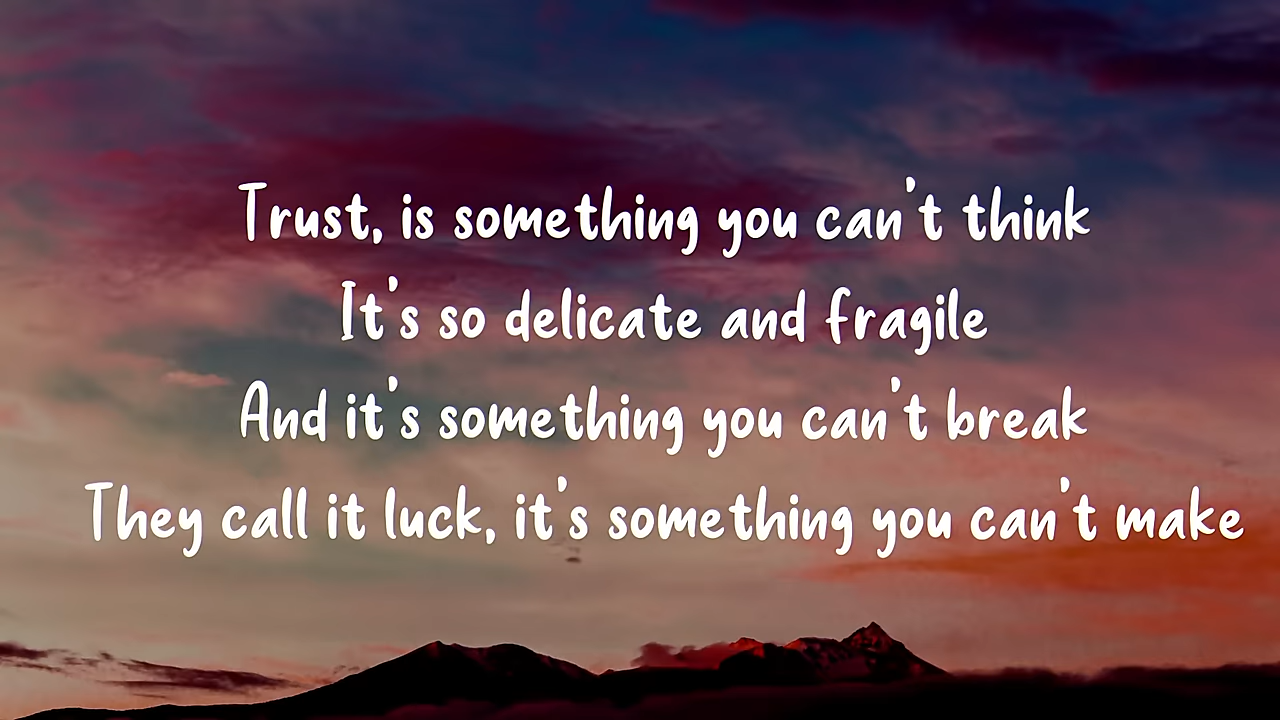 Trust, is something you can't think
It's so delicate and fragile
And it's something you can't break
They call it luck, it's something you can't make